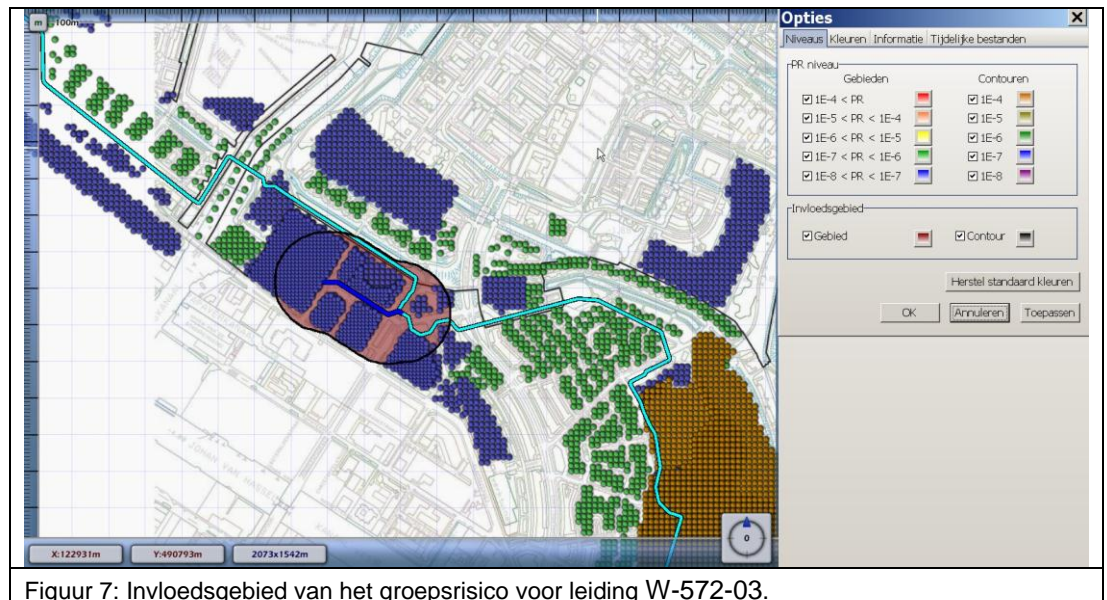 m
100m
Opties
Niveaus Kleuren Informatie Tijdelijke bestanden
PR niveau
Gebieden Contouren
1E-4 < PR 1E-4
1E-5 < PR < 1E-4 1E-5
1E-6 < PR < 1E-5 1E-6
1E-7 < PR < 1E-6 1E-7
1E-8 < PR < 1E-7 1E-8
Invloedsgebied
Gebied Contour
Herstel standaard kleuren
OK Annuleren Toepassen
JOHAN VAN HASSEL
0
X:122931m Y:490793m 2073x1542m
Figuur 7: Invloedsgebied van het groepsrisico voor leiding W-572-03.